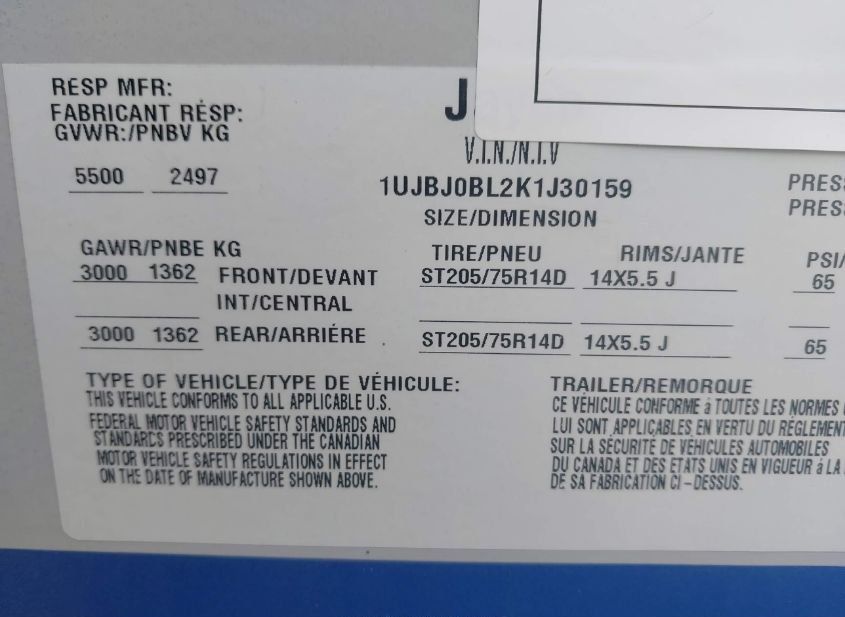 RESP MFR:
FABRICANT RÉSP:
GVWR:/PNBV KG
5500 2497
V.I.N./N.I.V
1UJBJ0BL2K1J30159
SIZE/DIMENSION
GAWR/PNBE KG TIRE/PNEU RIMS/JANTE PSI/
3000 1362 FRONT/DEVANT ST205/75R14D 14X5.5 J 65
INT/CENTRAL
3000 1362 REAR/ARRIÉRE ST205/75R14D 14X5.5 J 65
TYPE OF VEHICLE/TYPE DE VÉHICULE: TRAILER/REMORQUE
THIS VEHICLE CONFORMS TO ALL APPLICABLE U.S.
FEDERAL MOTOR VEHICLE SAFETY STANDARDS AND
STANDARDS PRESCRIBED UNDER THE CANADIAN
MOTOR VEHICLE SAFETY REGULATIONS IN EFFECT
ON THE DATE OF MANUFACTURE SHOWN ABOVE.
CE VÉHICULE CONFORME à TOUTES LES NORMES
LUI SONT APPLICABLES EN VERTU DU RÈGLEMENT
SUR LA SÉCURITÉ DE VÉHICULES AUTOMOBILES
DU CANADA ET DES ÉTATS UNIS EN VIGUEUR á LA
DE SA FABRICATION CI-DESSUS.